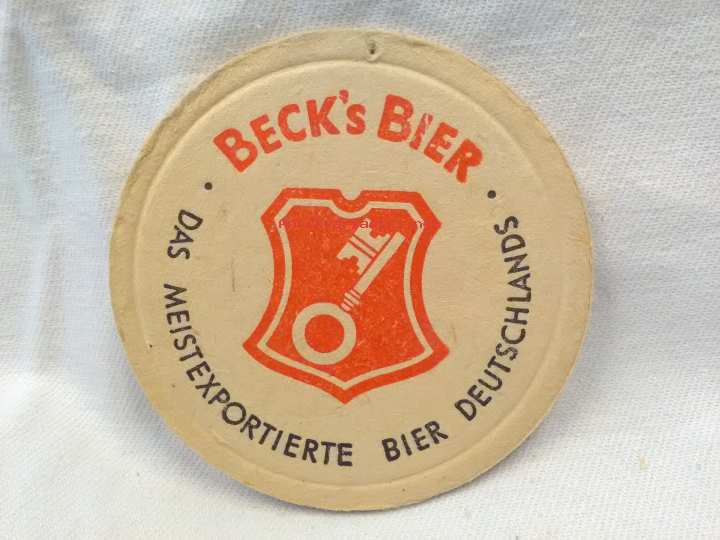 BECK's BIER
• DAS MEISTEXPORTIERTE BIER DEUTSCHLANDS •